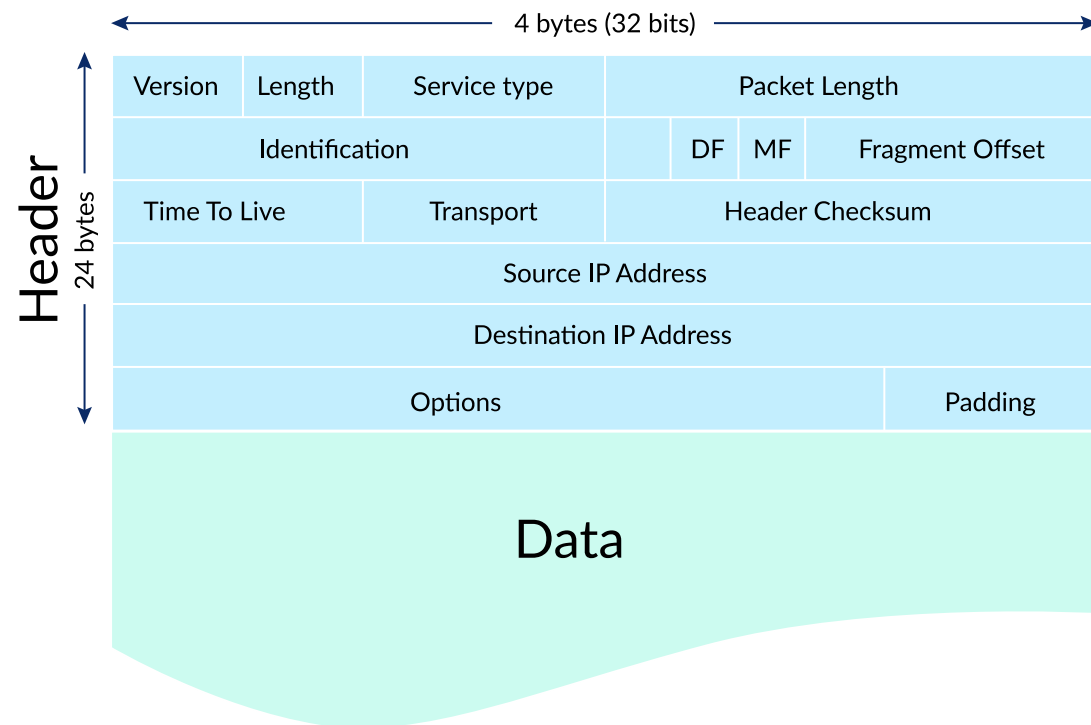 4 bytes (32 bits)
Version Length Service type Packet Length
Identification DF MF Fragment Offset
Time To Live Transport Header Checksum
Source IP Address
Destination IP Address
Options Padding
Header
24 bytes
Data